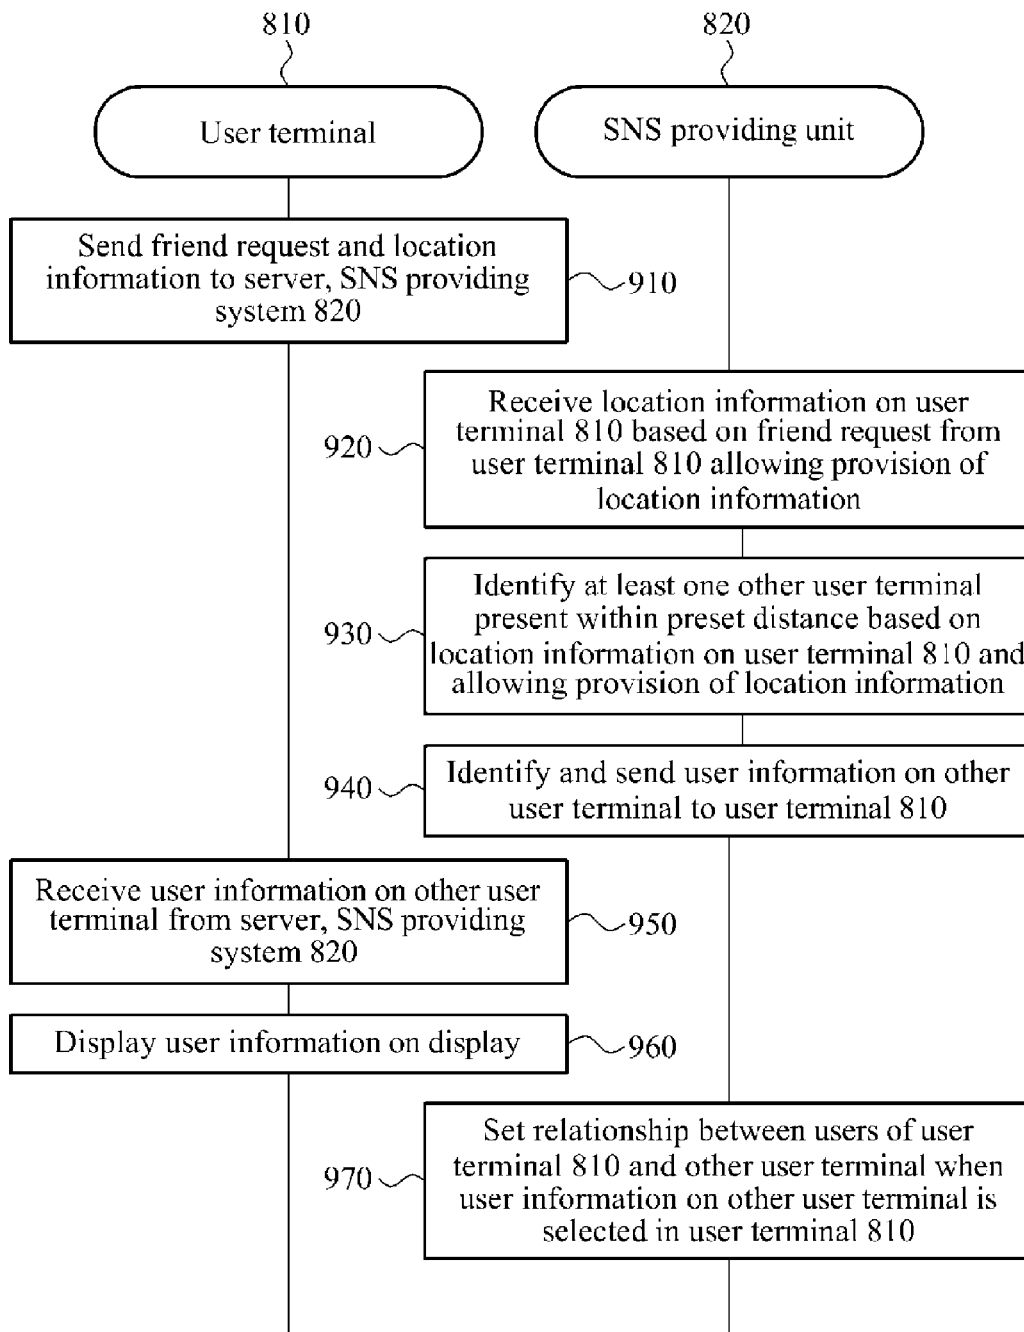 810
820
User terminal
SNS providing unit
Send friend request and location
information to server, SNS providing
system 820
910
Receive location information on user
terminal 810 based on friend request from
user terminal 810 allowing provision of
location information
920
Identify at least one other user terminal
present within preset distance based on
location information on user terminal 810 and
allowing provision of location information
930
Identify and send user information on other
user terminal to user terminal 810
940
Receive user information on other user
terminal from server, SNS providing
system 820
950
Display user information on display
960
Set relationship between users of user
terminal 810 and other user terminal when
user information on other user terminal is
selected in user terminal 810
970